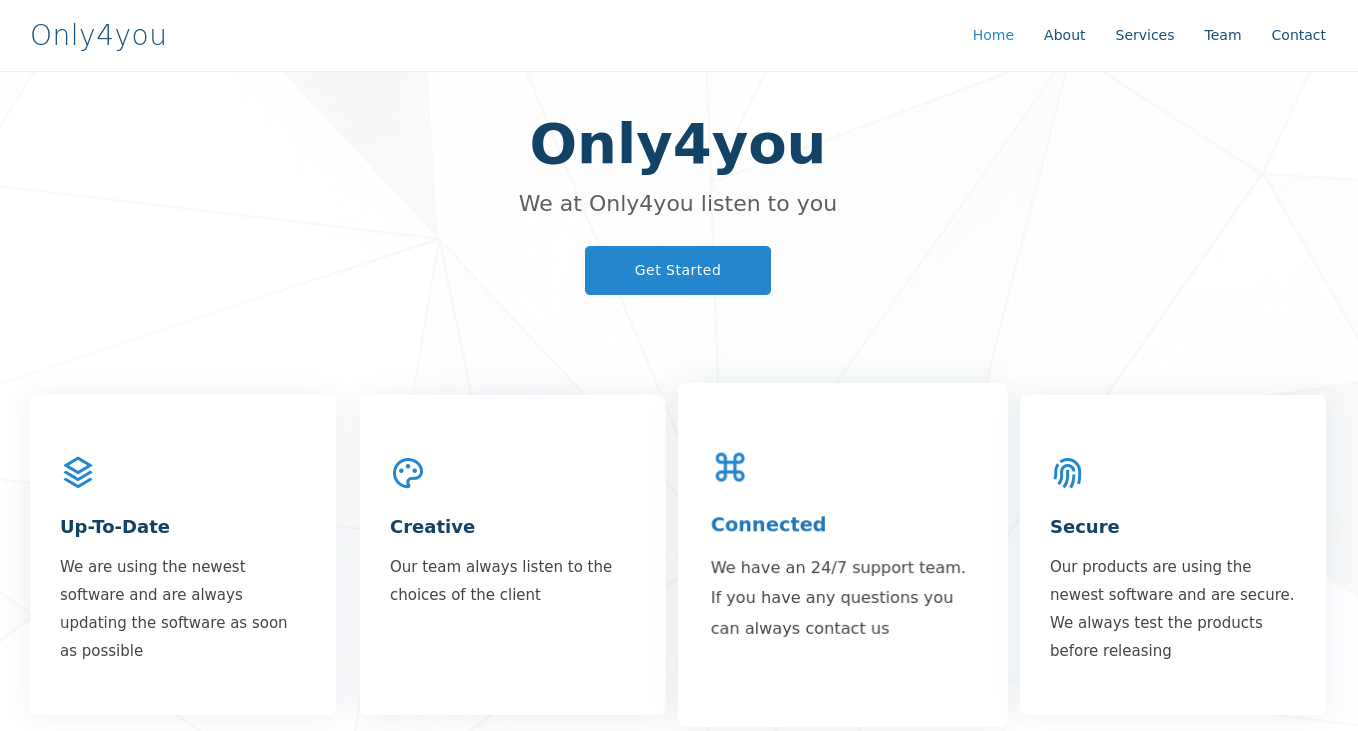 Only4you
Home About Services Team Contact
Only4you
We at Only4you listen to you
Get Started
Up-To-Date
We are using the newest
software and are always
updating the software as soon
as possible
Creative
Our team always listen to the
choices of the client
Connected
We have an 24/7 support team.
If you have any questions you
can always contact us
Secure
Our products are using the
newest software and are secure.
We always test the products
before releasing